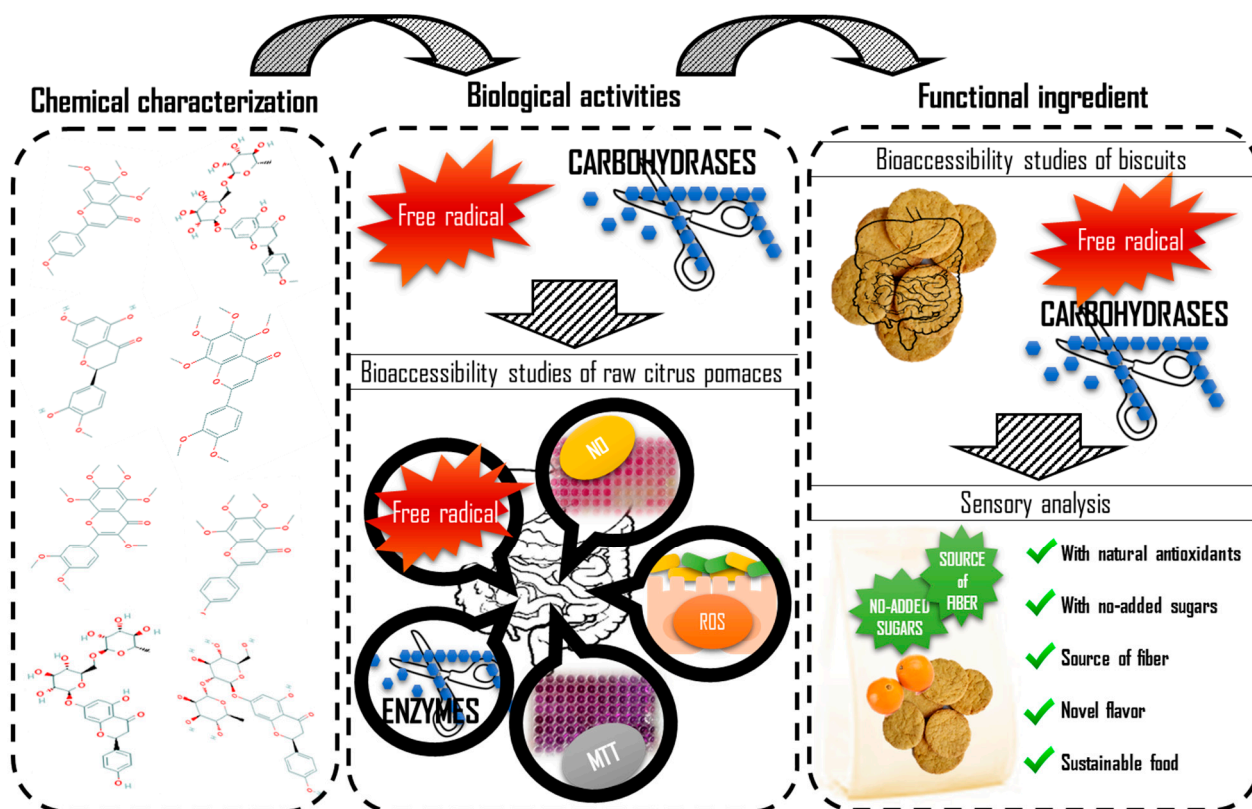 Chemical characterization
Biological activities
Functional ingredient
Free radical
CARBOHYDRASES
Bioaccessibility studies of raw citrus pomaces
Free radical
NO
ROS
ENZYMES
MTT
Bioaccessibility studies of biscuits
Free radical
CARBOHYDRASES
Sensory analysis
NO-ADDED
SUGARS
SOURCE
of
FIBER
With natural antioxidants
With no-added sugars
Source of fiber
Novel flavor
Sustainable food